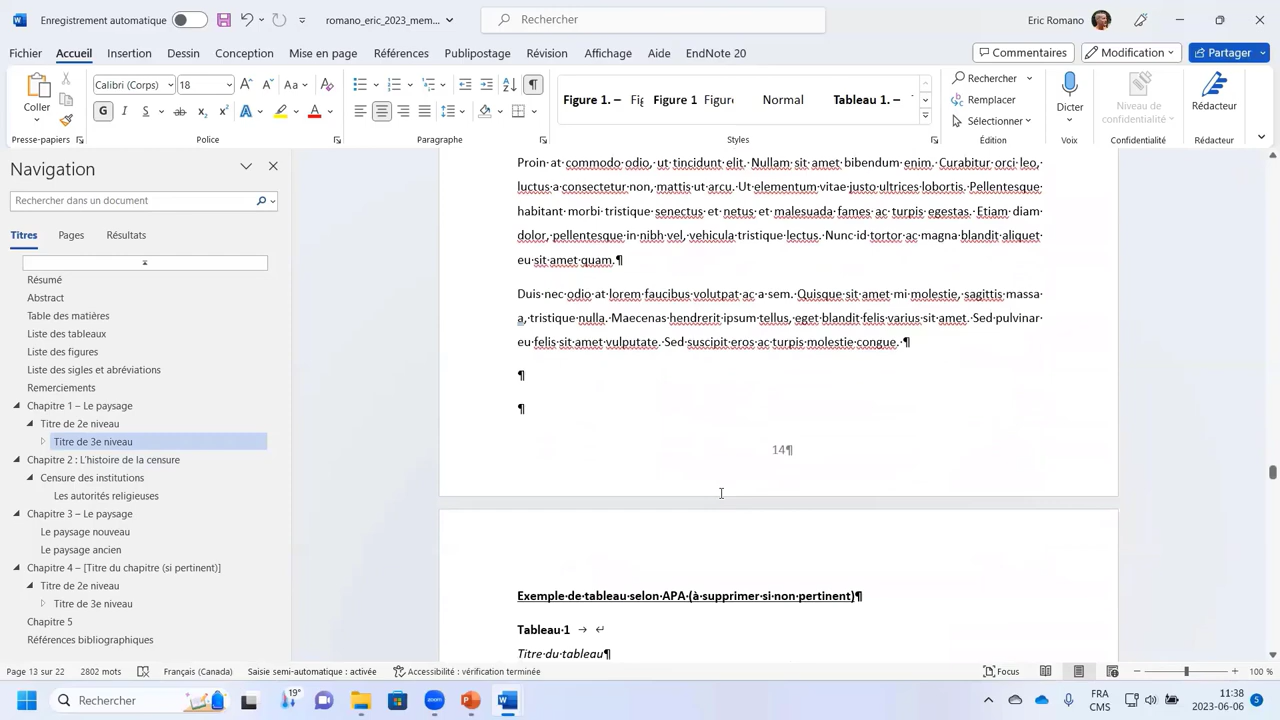 Enregistrement automatique
romano_eric_2023_mem...
Rechercher
Eric Romano
Fichier
Accueil
Insertion
Dessin
Conception
Mise en page
Références
Publipostage
Révision
Affichage
Aide
EndNote 20
Commentaires
Modification
Partager
Coller
Calibri (Corps)
18
Figure 1. –
Figure 1
Normal
Tableau 1. –
Rechercher
Remplacer
Sélectionner
Dicter
Niveau de
confidentialité
Rédacteur
Presse-papiers
Police
Paragraphe
Styles
Édition
Voix
Confidentialité
Rédacteur
Navigation
Rechercher dans un document
Titres
Pages
Résultats
Résumé
Abstract
Table des matières
Liste des tableaux
Liste des figures
Liste des sigles et abréviations
Remerciements
Chapitre 1 – Le paysage
Titre de 2e niveau
Titre de 3e niveau
Chapitre 2 : L'histoire de la censure
Censure des institutions
Les autorités religieuses
Chapitre 3 – Le paysage
Le paysage nouveau
Le paysage ancien
Chapitre 4 – [Titre du chapitre (si pertinent)]
Titre de 2e niveau
Titre de 3e niveau
Chapitre 5
Références bibliographiques
Proin·at·commodo·odio,·ut·tincidunt·elit.·Nullam·sit·amet·bibendum·enim.·Curabitur·orci·leo,·
luctus·a·consectetur·non,·mattis·ut·arcu.·Ut·elementum·vitae·justo·ultrices·lobortis.·Pellentesque·
habitant·morbi·tristique·senectus·et·netus·et·malesuada·fames·ac·turpis·egestas.·Etiam·diam·
dolor,·pellentesque·in·nibh·vel,·vehicula·tristique·lectus.·Nunc·id·tortor·ac·magna·blandit·aliquet·
eu·sit·amet·quam.¶
Duis·nec·odio·at·lorem·faucibus·volutpat·ac·a·sem.·Quisque·sit·amet·mi·molestie,·sagittis·massa·
a,·tristique·nulla.·Maecenas·hendrerit·ipsum·tellus,·eget·blandit·felis·varius·sit·amet.·Sed·pulvinar·
eu·felis·sit·amet·vulputate.·Sed·suscipit·eros·ac·turpis·molestie·congue.·¶
¶
¶
14¶
Exemple·de·tableau·selon·APA·(à·supprimer·si·non·pertinent)¶
Tableau·1 → ↵
Titre·du·tableau¶
Page 13 sur 22
2802 mots
Français (Canada)
Saisie semi-automatique : activée
Accessibilité : vérification terminée
Focus
100 %
Rechercher
19°
FRA
CMS
11:38
2023-06-06
5